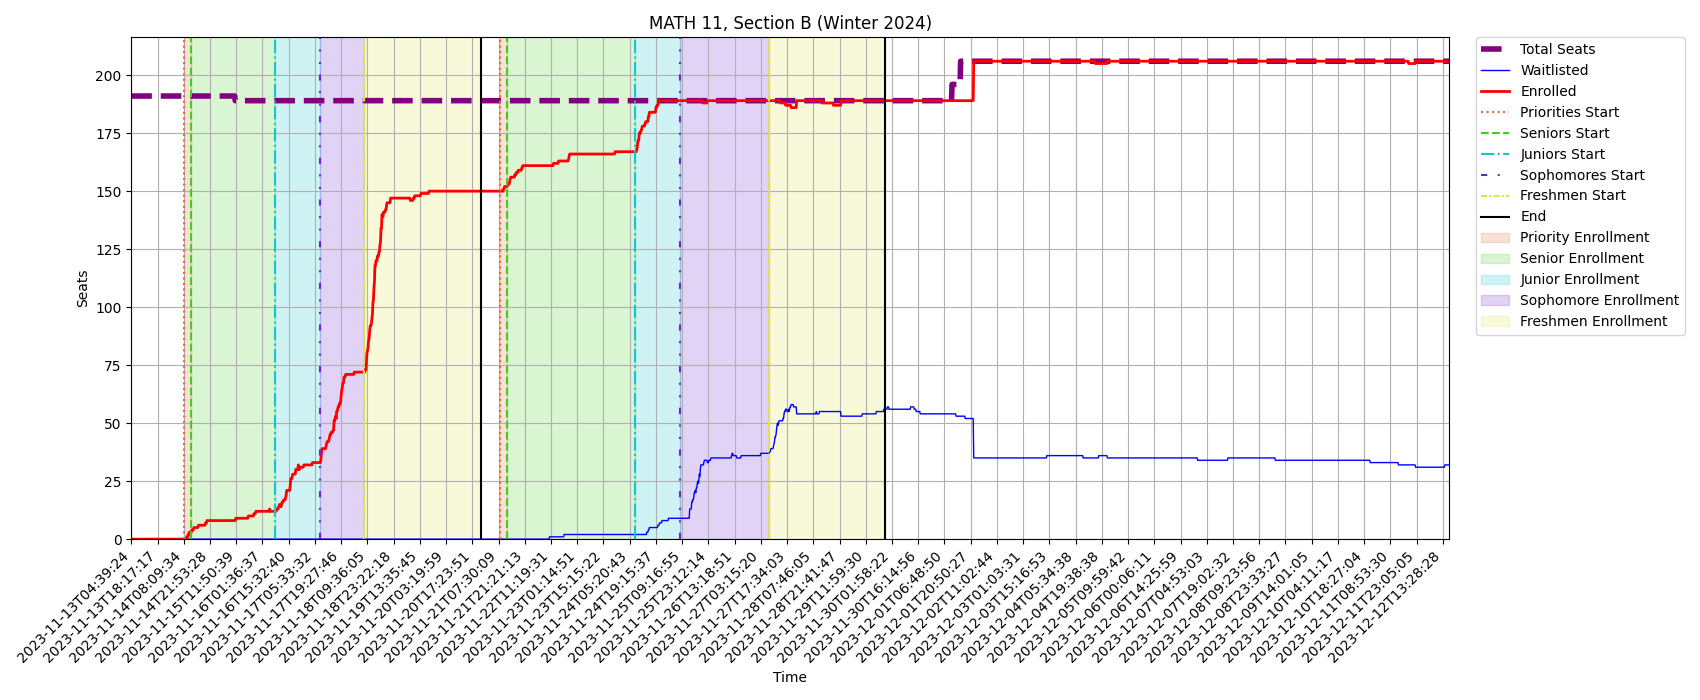 MATH 11, Section B (Winter 2024)
Seats
200
175
150
125
100
75
50
25
0
2023-11-13T04:39:24
2023-11-13T18:17:17
2023-11-14T08:09:34
2023-11-14T21:53:28
2023-11-15T11:50:39
2023-11-16T01:36:37
2023-11-16T15:32:40
2023-11-17T05:33:32
2023-11-17T19:27:46
2023-11-18T09:36:05
2023-11-18T23:22:18
2023-11-19T13:35:45
2023-11-20T03:19:59
2023-11-20T17:23:51
2023-11-21T07:30:09
2023-11-21T21:21:13
2023-11-22T11:19:31
2023-11-23T01:14:51
2023-11-23T15:15:22
2023-11-24T05:20:43
2023-11-24T19:15:37
2023-11-25T09:16:55
2023-11-25T23:12:14
2023-11-26T13:18:51
2023-11-27T03:15:20
2023-11-27T17:34:03
2023-11-28T07:46:05
2023-11-28T21:41:47
2023-11-29T11:59:30
2023-11-30T01:58:22
2023-11-30T16:14:56
2023-12-01T06:48:50
2023-12-01T20:50:27
2023-12-02T11:02:44
2023-12-03T01:03:31
2023-12-03T15:16:53
2023-12-04T05:34:38
2023-12-04T19:38:38
2023-12-05T09:59:42
2023-12-06T00:06:11
2023-12-06T14:25:59
2023-12-07T04:53:03
2023-12-07T19:02:32
2023-12-08T09:23:56
2023-12-08T23:33:27
2023-12-09T14:01:05
2023-12-10T04:11:17
2023-12-10T18:27:04
2023-12-11T08:53:30
2023-12-11T23:05:05
2023-12-12T13:28:28
Time
Total Seats
Waitlisted
Enrolled
Priorities Start
Seniors Start
Juniors Start
Sophomores Start
Freshmen Start
End
Priority Enrollment
Senior Enrollment
Junior Enrollment
Sophomore Enrollment
Freshmen Enrollment